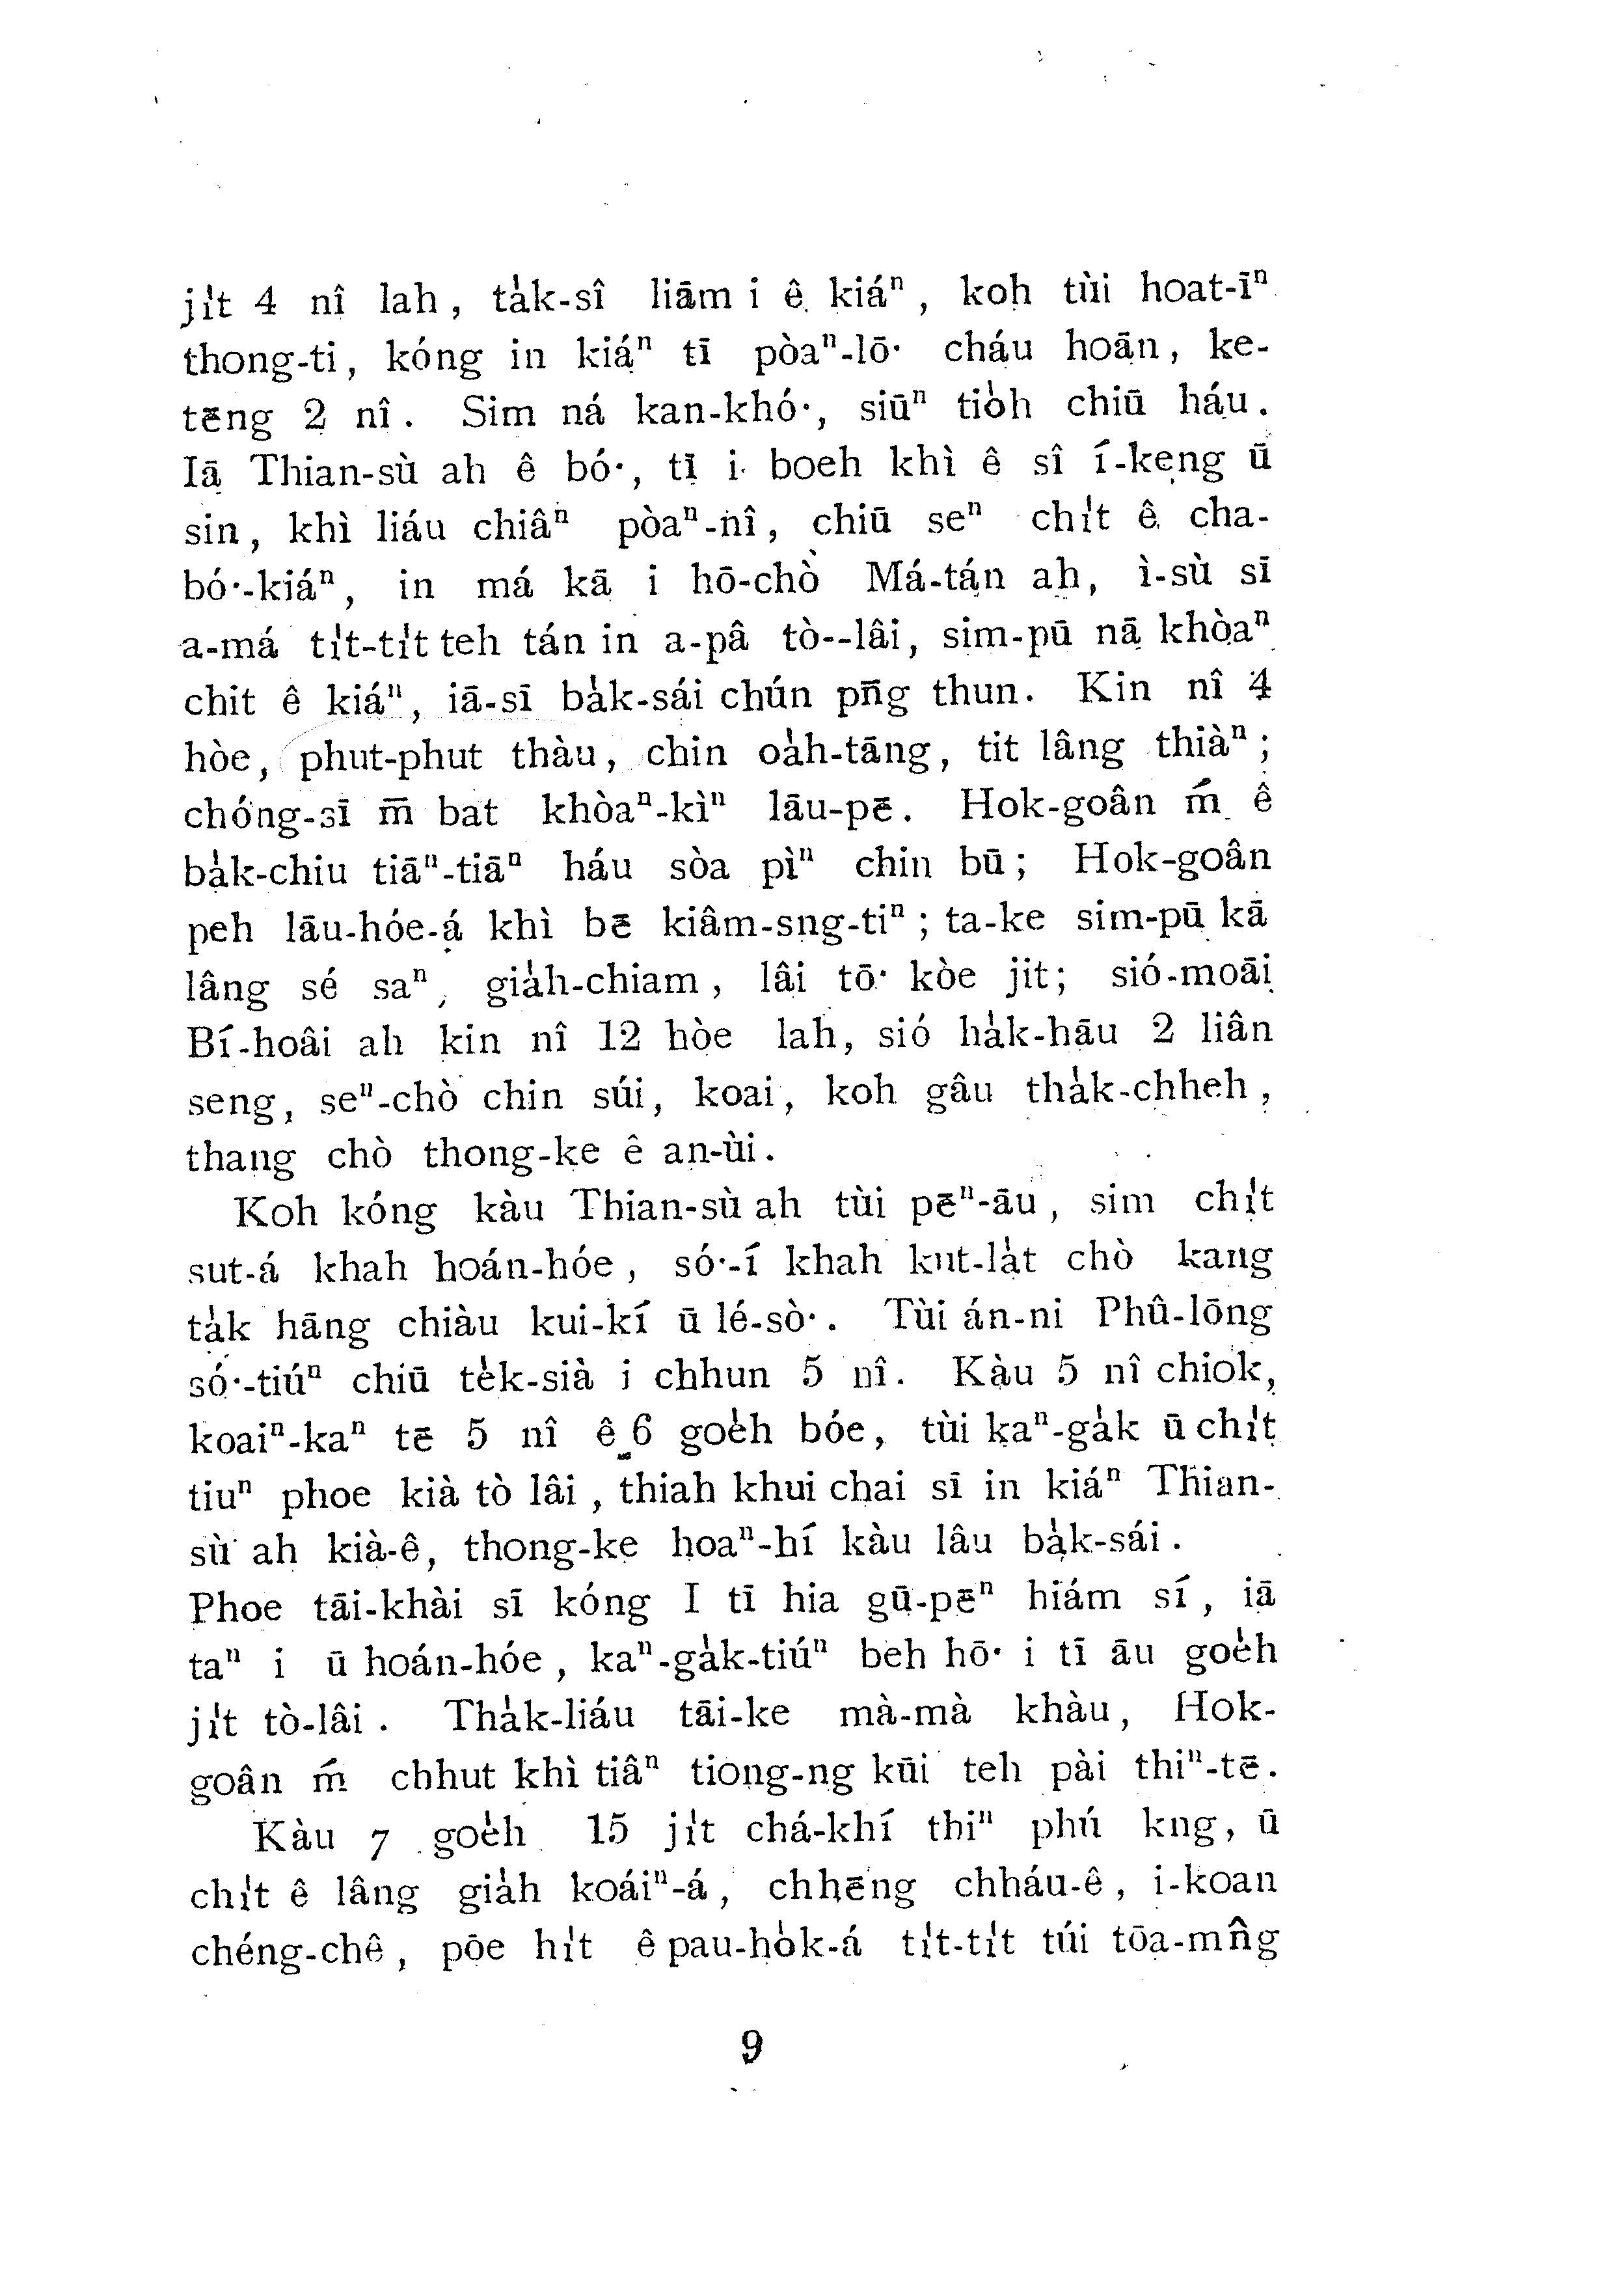 ji̍t 4 nî lah, ta̍k-sî liām i ê kiáⁿ, koh tùi hoat-īⁿ
thong-ti, kóng in kiáⁿ tī pòaⁿ-lō͘ cháu hoān, ke-
tēng 2 nî. Sim ná kan-khó͘, siūⁿ tio̍h chiū háu.
Iā Thian-sù ah ê bó͘, tī i boeh khì ê sî í-keng ū
sin, khì liáu chiâⁿ pòaⁿ-nî, chiū seⁿ chi̍t ê cha-
bó͘-kiáⁿ, in má kā i hō-chò Má-tán ah, ì-sù sī
a-má ti̍t-ti̍t teh tán in a-pâ tò--lâi, sim-pū nā khòaⁿ
chit ê kiáⁿ, iā-sī ba̍k-sái chún pn̄g thun. Kin nî 4
hòe, phut-phut thàu, chin oa̍h-tāng, tit lâng thiàⁿ;
chóng-sī m̄ bat khòaⁿ-kìⁿ lāu-pē. Hok-goân ḿ ê
ba̍k-chiu tiāⁿ-tiāⁿ háu sòa pìⁿ chin bū; Hok-goân
peh lāu-hóe-á khì bē kiâm-sng-tiⁿ; ta-ke sim-pū kā
lâng sé saⁿ, gia̍h-chiam, lâi tō͘ kòe jit; sió-moāi
Bí-hoâi ah kin nî 12 hòe lah, sió ha̍k-hāu 2 liân
seng, seⁿ-chò chin súi, koai, koh gâu tha̍k-chheh,
thang chò thong-ke ê an-ùi.
Koh kóng kàu Thian-sù ah tùi pēⁿ-āu, sim chi̍t
sut-á khah hoán-hóe, só͘-í khah kut-la̍t chò kang
ta̍k hāng chiàu kui-kí ū lé-sò͘. Tùi án-ni Phû-lōng
só͘-tiúⁿ chiū te̍k-sià i chhun 5 nî. Kàu 5 nî chiok,
koaiⁿ-kaⁿ tē 5 nî ê 6 goe̍h bóe, tùi kaⁿ-ga̍k ū chi̍t
tiuⁿ phoe kià tò lâi, thiah khui chai sī in kiáⁿ Thian-
sù ah kià-ê, thong-ke hoaⁿ-hí kàu lâu ba̍k-sái.
Phoe tāi-khài sī kóng I tī hia gū-pēⁿ hiám sí, iā
taⁿ i ū hoán-hóe, kaⁿ-ga̍k-tiúⁿ beh hō͘ i tī āu goe̍h
ji̍t tò-lâi. Tha̍k-liáu tāi-ke mà-mà khàu, Hok-
goân ḿ chhut khì tiâⁿ tiong-ng kūi teh pài thiⁿ-tē.
Kàu 7 goe̍h 15 ji̍t chá-khí thiⁿ phú kng, ū
chi̍t ê lâng gia̍h koáiⁿ-á, chhēng chháu-ê, i-koan
chéng-chê, pōe hi̍t ê pau-ho̍k-á ti̍t-ti̍t túi tōa-mn̂g
9